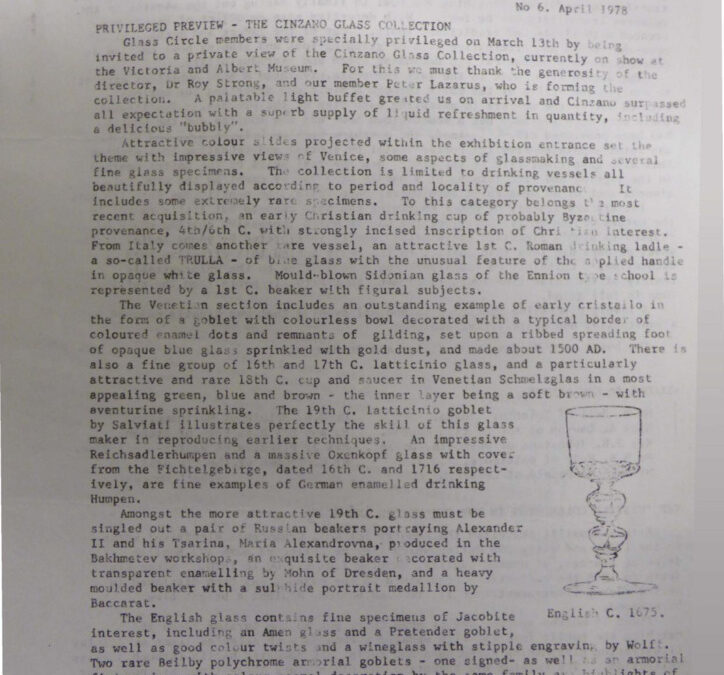 No 6. April 1978
PRIVILEGED PREVIEW - THE CINZANO GLASS COLLECTION
Glass Circle members were specially privileged on March 13th by being
invited to a private view of the Cinzano Glass Collection, currently on show at
the Victoria and Albert Museum. For this we must thank the generosity of the
director, Dr Roy Strong, and our member Peter Lazarus, who is forming the
collection. A palatable light buffet greeted us on arrival and Cinzano surpassed
all expectation with a superb supply of liquid refreshment in quantity, including
a delicious "bubbly".
Attractive colour slides projected within the exhibition entrance set the
theme with impressive views of Venice, some aspects of glassmaking and several
fine glass specimens. The collection is limited to drinking vessels all
beautifully displayed according to period and locality of provenance. It
includes some extremely rare specimens. To this category belongs the most
recent acquisition, an early Christian drinking cup of probably Byzantine
provenance, 4th/6th C. with strongly incised inscription of Christian interest.
From Italy comes another rare vessel, an attractive 1st C. Roman drinking ladle -
a so-called TRULLA - of blue glass with the unusual feature of the applied handle
in opaque white glass. Mould-blown Sidonian glass of the Ennion type school is
represented by a 1st C. beaker with figural subjects.
The Venetian section includes an outstanding example of early cristallo in
the form of a goblet with colourless bowl decorated with a typical border of
coloured enamel dots and remnants of gilding, set upon a ribbed spreading foot
of opaque blue glass sprinkled with gold dust, and made about 1500 AD. There is
also a fine group of 16th and 17th C. latticinio glass, and a particularly
attractive and rare 18th C. cup and saucer in Venetian Schmelzglas in a most
appealing green, blue and brown - the inner layer being a soft brown - with
aventurine sprinkling. The 19th C. latticinio goblet
by Salviati illustrates perfectly the skill of this glass
maker in reproducing earlier techniques. An impressive
Reichsadlerhumpen and a massive Oxenkopf glass with cover
from the Fichtelgebirge, dated 16th C. and 1716 respect-
ively, are fine examples of German enamelled drinking
Humpen.
Amongst the more attractive 19th C. glass must be
singled out a pair of Russian beakers portraying Alexander
II and his Tsarina, Maria Alexandrovna, produced in the
Bakhmetev workshops, an exquisite beaker decorated with
transparent enamelling by Mohn of Dresden, and a heavy
moulded beaker with a sulphide portrait medallion by
Baccarat.
English C. 1675.
The English glass contains fine specimens of Jacobite
interest, including an Amen glass and a Pretender goblet,
as well as good colour twists and a wineglass with stipple engraving by Wolff.
Two rare Beilby polychrome armorial goblets - one signed- as well as an armorial
decoration by the same family are highlights of